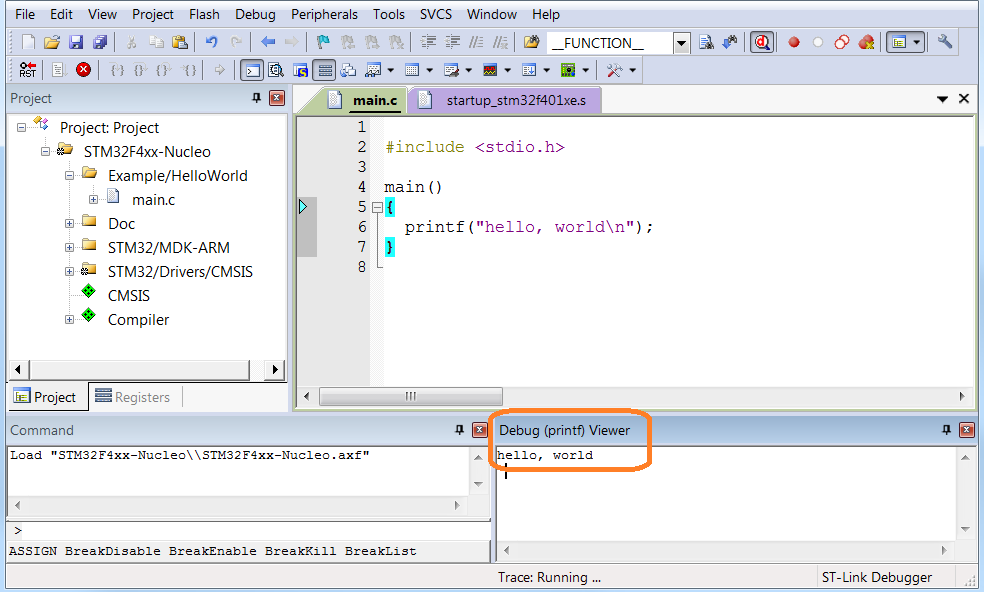 File Edit View Project Flash Debug Peripherals Tools SVCS Window Help
__FUNCTION__
RST
Project
main.c startup_stm32f401xe.s
Project: Project
STM32F4xx-Nucleo
Example/HelloWorld
main.c
Doc
STM32/MDK-ARM
STM32/Drivers/CMSIS
CMSIS
Compiler
Project Registers
1
2 #include <stdio.h>
3
4 main()
5 {
6 printf("hello, world\n");
7 }
8
Command
Load "STM32F4xx-Nucleo\\STM32F4xx-Nucleo.axf"
>
ASSIGN BreakDisable BreakEnable BreakKill BreakList
Debug (printf) Viewer
hello, world
Trace: Running ... ST-Link Debugger